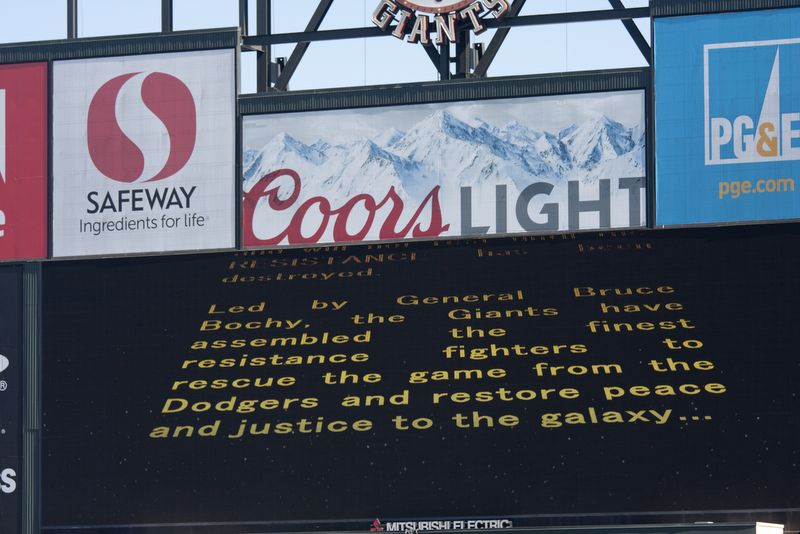 GIANTS
SAFEWAY
Ingredients for life
Coors LIGHT
PG&E
pge.com
e
RESISTANCE has
destroyed.
Led by General Bruce
Bochy, the Giants have
assembled the finest
resistance fighters to
rescue the game from the
Dodgers and restore peace
and justice to the galaxy...
®
s
MITSUBISHI ELECTRIC